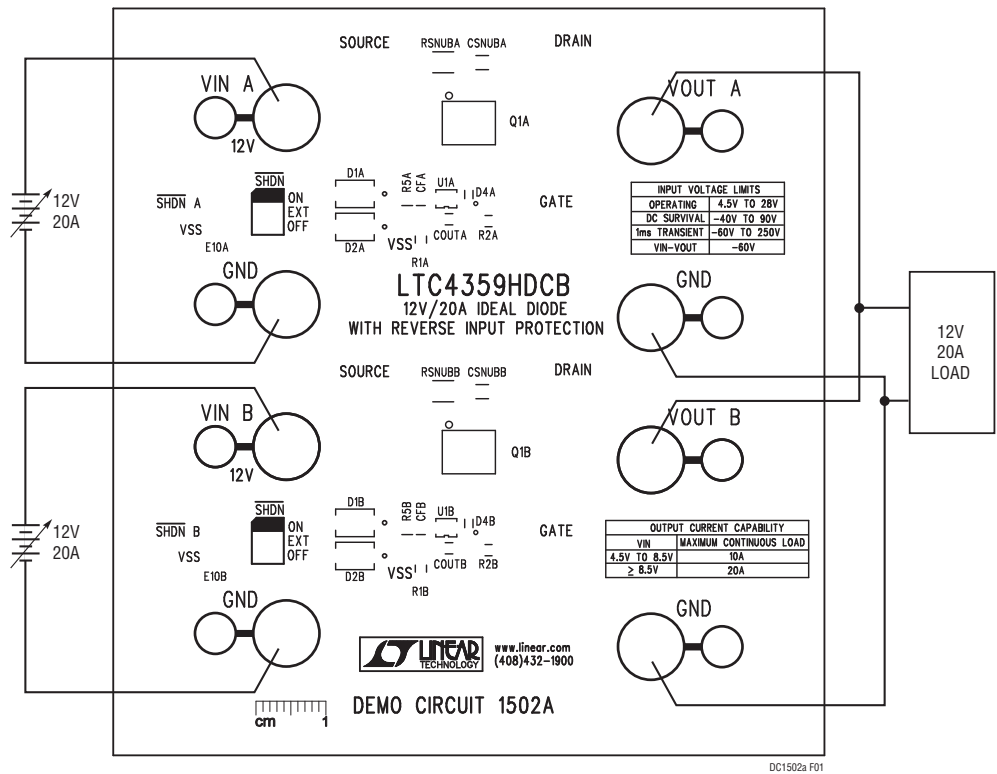 SOURCE
RSNUBA CSNUBA
DRAIN
VIN A
12V
VOUT A
Q1A
12V
20A
SHDN A
VSS
E10A
SHDN
ON
EXT
OFF
D1A
D2A
R5A
CFA
U1A
D4A
COUTA
R2A
VSS
R1A
GATE
INPUT VOLTAGE LIMITS
OPERATING 4.5V TO 28V
DC SURVIVAL -40V TO 90V
1ms TRANSIENT -60V TO 250V
VIN-VOUT -60V
GND
GND
LTC4359HDCB
12V/20A IDEAL DIODE
WITH REVERSE INPUT PROTECTION
12V
20A
LOAD
SOURCE
RSNUBB CSNUBB
DRAIN
VIN B
12V
VOUT B
Q1B
12V
20A
SHDN B
VSS
E10B
SHDN
ON
EXT
OFF
D1B
D2B
R5B
CFB
U1B
D4B
COUTB
R2B
VSS
R1B
GATE
OUTPUT CURRENT CAPABILITY
VIN MAXIMUM CONTINUOUS LOAD
4.5V TO 8.5V 10A
≥ 8.5V 20A
GND
GND
LT LINEAR
TECHNOLOGY
www.linear.com
(408)432-1900
cm 1
DEMO CIRCUIT 1502A
DC1502a F01